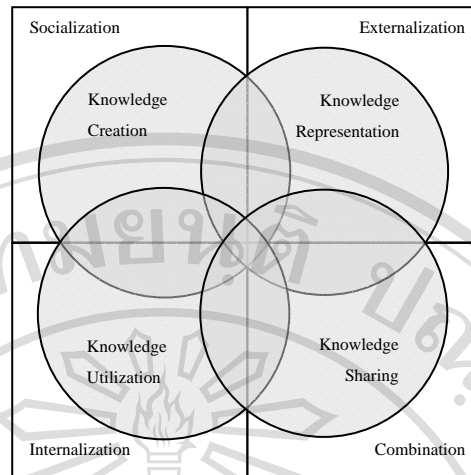 Socialization
Externalization
Knowledge
Creation
Knowledge
Representation
Knowledge
Utilization
Knowledge
Sharing
Internalization
Combination